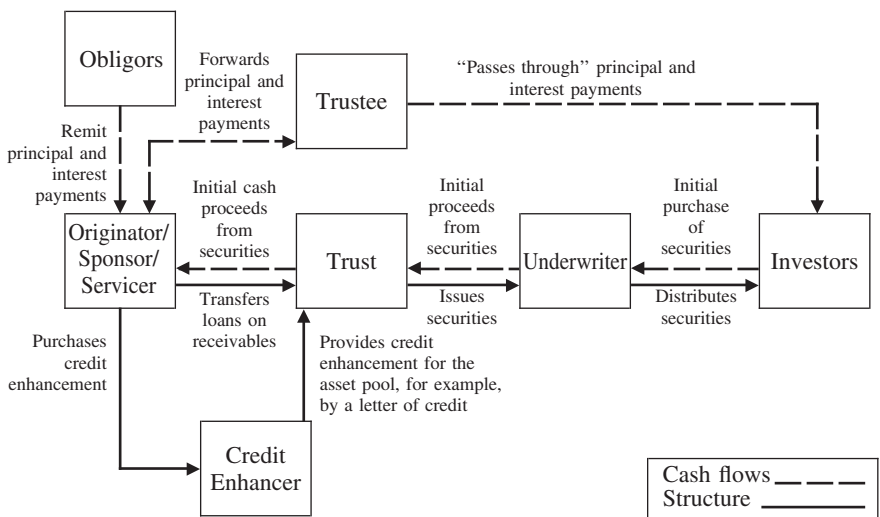 Obligors
Forwards
principal and
interest
payments
Trustee
“Passes through” principal and
interest payments
Remit
principal and
interest
payments
Originator/
Sponsor/
Servicer
Initial cash
proceeds
from
securities
Transfers
loans on
receivables
Trust
Initial
proceeds
from
securities
Issues
securities
Underwriter
Initial
purchase
of
securities
Distributes
securities
Investors
Purchases
credit
enhancement
Provides credit
enhancement for the
asset pool, for example,
by a letter of credit
Credit
Enhancer
Cash flows
Structure